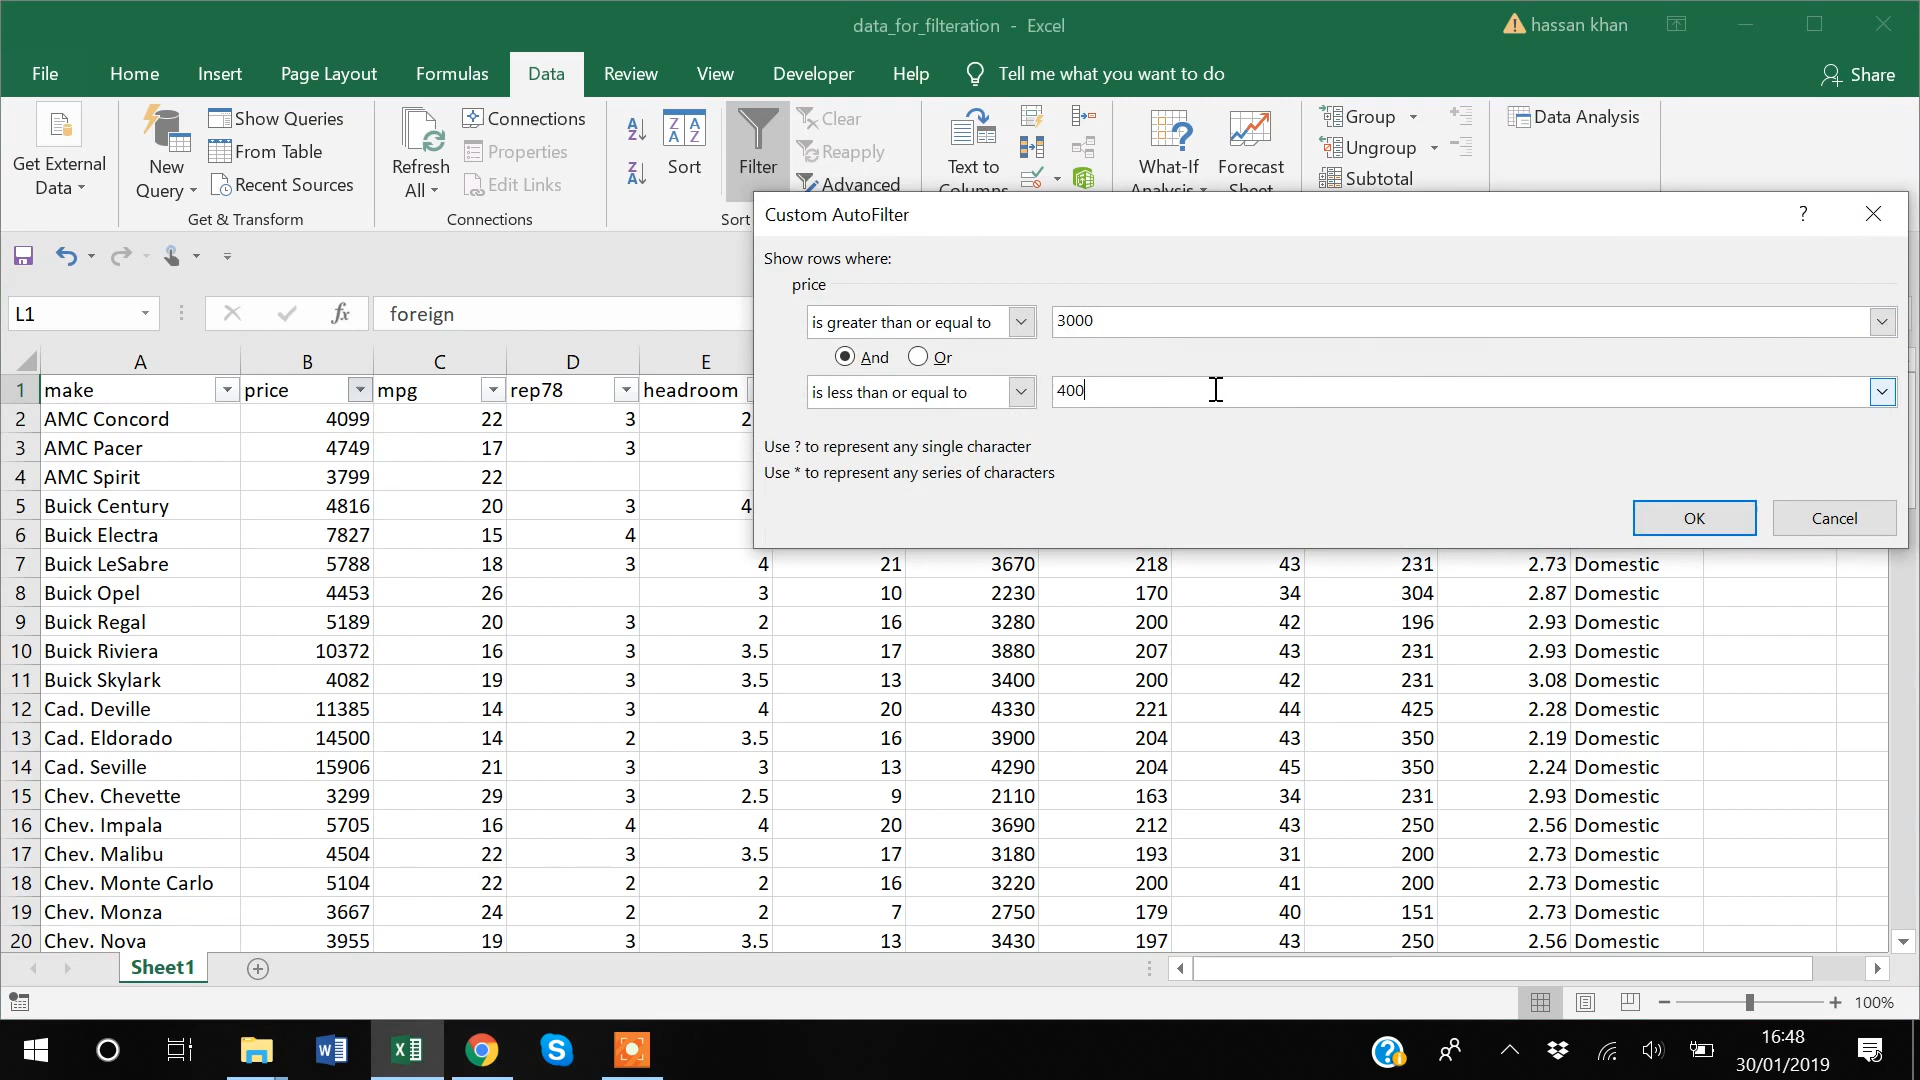 data_for_filteration - Excel
hassan khan
File Home Insert Page Layout Formulas Data Review View Developer Help Tell me what you want to do Share
Get External Data
New Query
Show Queries
From Table
Recent Sources
Get & Transform
Refresh All
Connections
Properties
Edit Links
Connections
Sort
Filter
Clear
Reapply
Advanced
Sort
Text to Columns
What-If Analysis
Forecast Sheet
Group
Ungroup
Subtotal
Data Analysis
Custom AutoFilter ?
Show rows where:
price
is greater than or equal to 3000
And Or
is less than or equal to 400
Use ? to represent any single character
Use * to represent any series of characters
OK Cancel
L1 fx foreign
A B C D E
1 make price mpg rep78 headroom
2 AMC Concord 4099 22 3 2
3 AMC Pacer 4749 17 3
4 AMC Spirit 3799 22
5 Buick Century 4816 20 3 4
6 Buick Electra 7827 15 4
7 Buick LeSabre 5788 18 3 4 21 3670 218 43 231 2.73 Domestic
8 Buick Opel 4453 26 3 10 2230 170 34 304 2.87 Domestic
9 Buick Regal 5189 20 3 2 16 3280 200 42 196 2.93 Domestic
10 Buick Riviera 10372 16 3 3.5 17 3880 207 43 231 2.93 Domestic
11 Buick Skylark 4082 19 3 3.5 13 3400 200 42 231 3.08 Domestic
12 Cad. Deville 11385 14 3 4 20 4330 221 44 425 2.28 Domestic
13 Cad. Eldorado 14500 14 2 3.5 16 3900 204 43 350 2.19 Domestic
14 Cad. Seville 15906 21 3 3 13 4290 204 45 350 2.24 Domestic
15 Chev. Chevette 3299 29 3 2.5 9 2110 163 34 231 2.93 Domestic
16 Chev. Impala 5705 16 4 4 20 3690 212 43 250 2.56 Domestic
17 Chev. Malibu 4504 22 3 3.5 17 3180 193 31 200 2.73 Domestic
18 Chev. Monte Carlo 5104 22 2 2 16 3220 200 41 200 2.73 Domestic
19 Chev. Monza 3667 24 2 2 7 2750 179 40 151 2.73 Domestic
20 Chev. Nova 3955 19 3 3.5 13 3430 197 43 250 2.56 Domestic
Sheet1
100%
16:48
30/01/2019